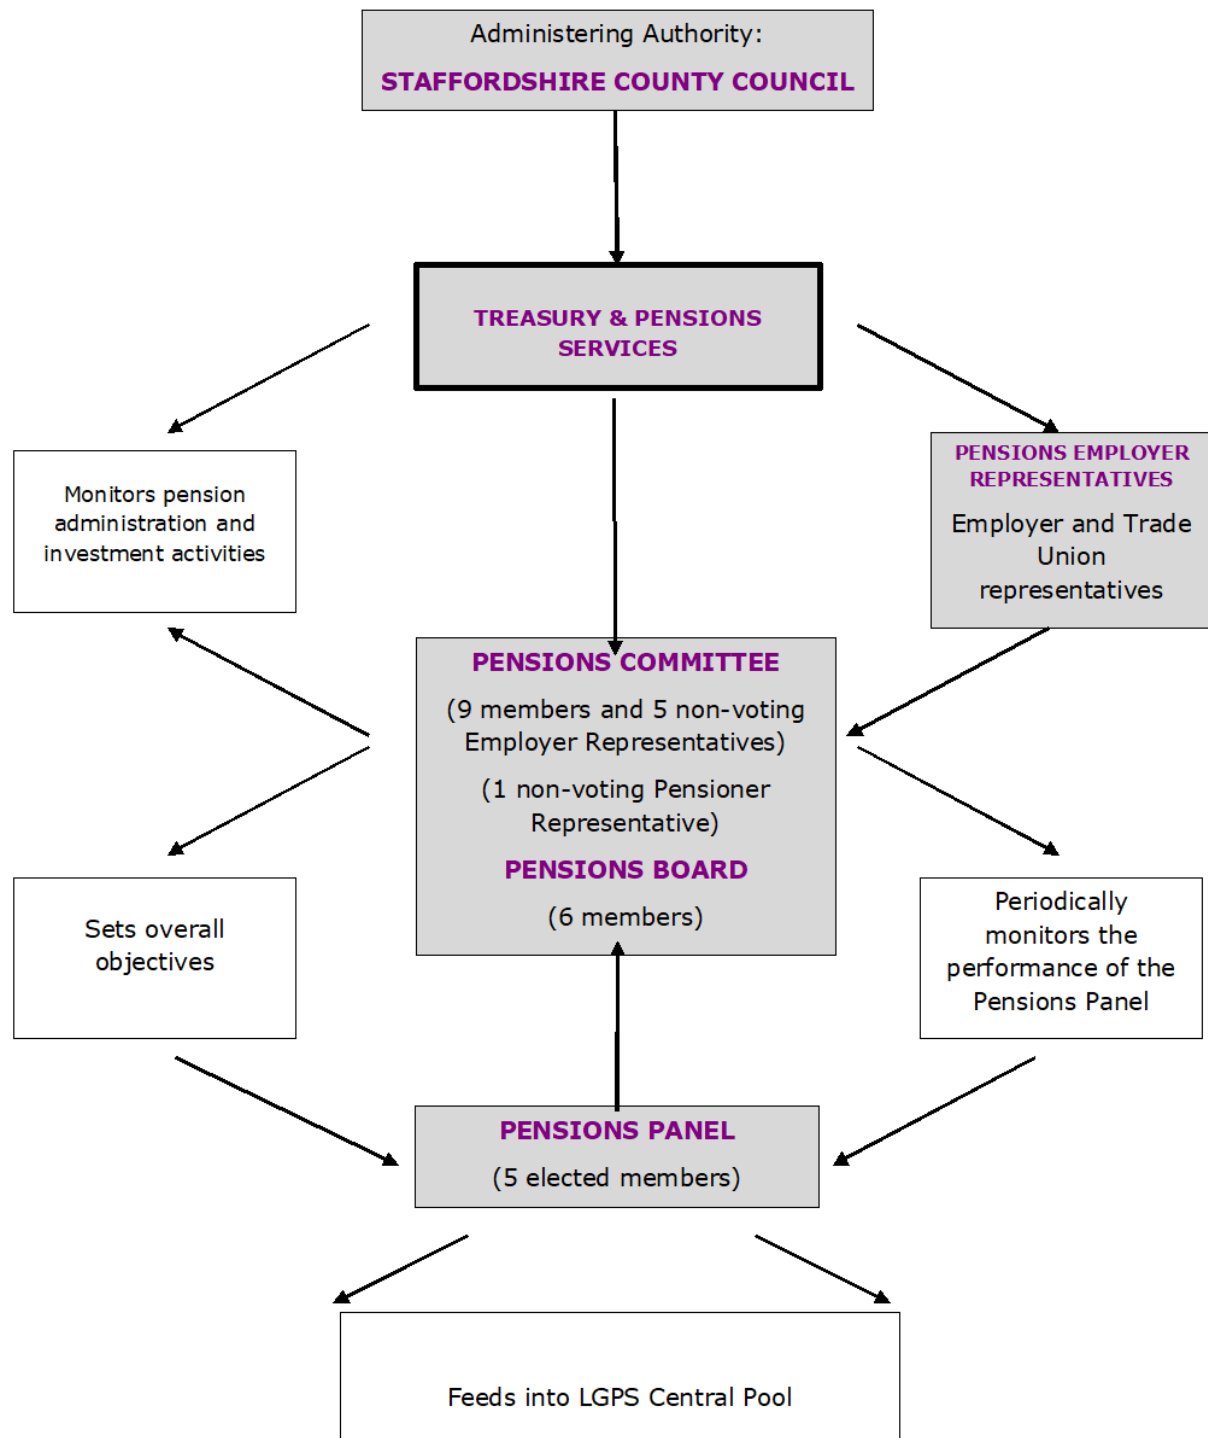 Administering Authority:
STAFFORDSHIRE COUNTY COUNCIL
TREASURY & PENSIONS
SERVICES
Monitors pension
administration and
investment activities
PENSIONS EMPLOYER
REPRESENTATIVES
Employer and Trade
Union
representatives
PENSIONS COMMITTEE
(9 members and 5 non-voting
Employer Representatives)
(1 non-voting Pensioner
Representative)
PENSIONS BOARD
(6 members)
Sets overall
objectives
Periodically
monitors the
performance of the
Pensions Panel
PENSIONS PANEL
(5 elected members)
Feeds into LGPS Central Pool